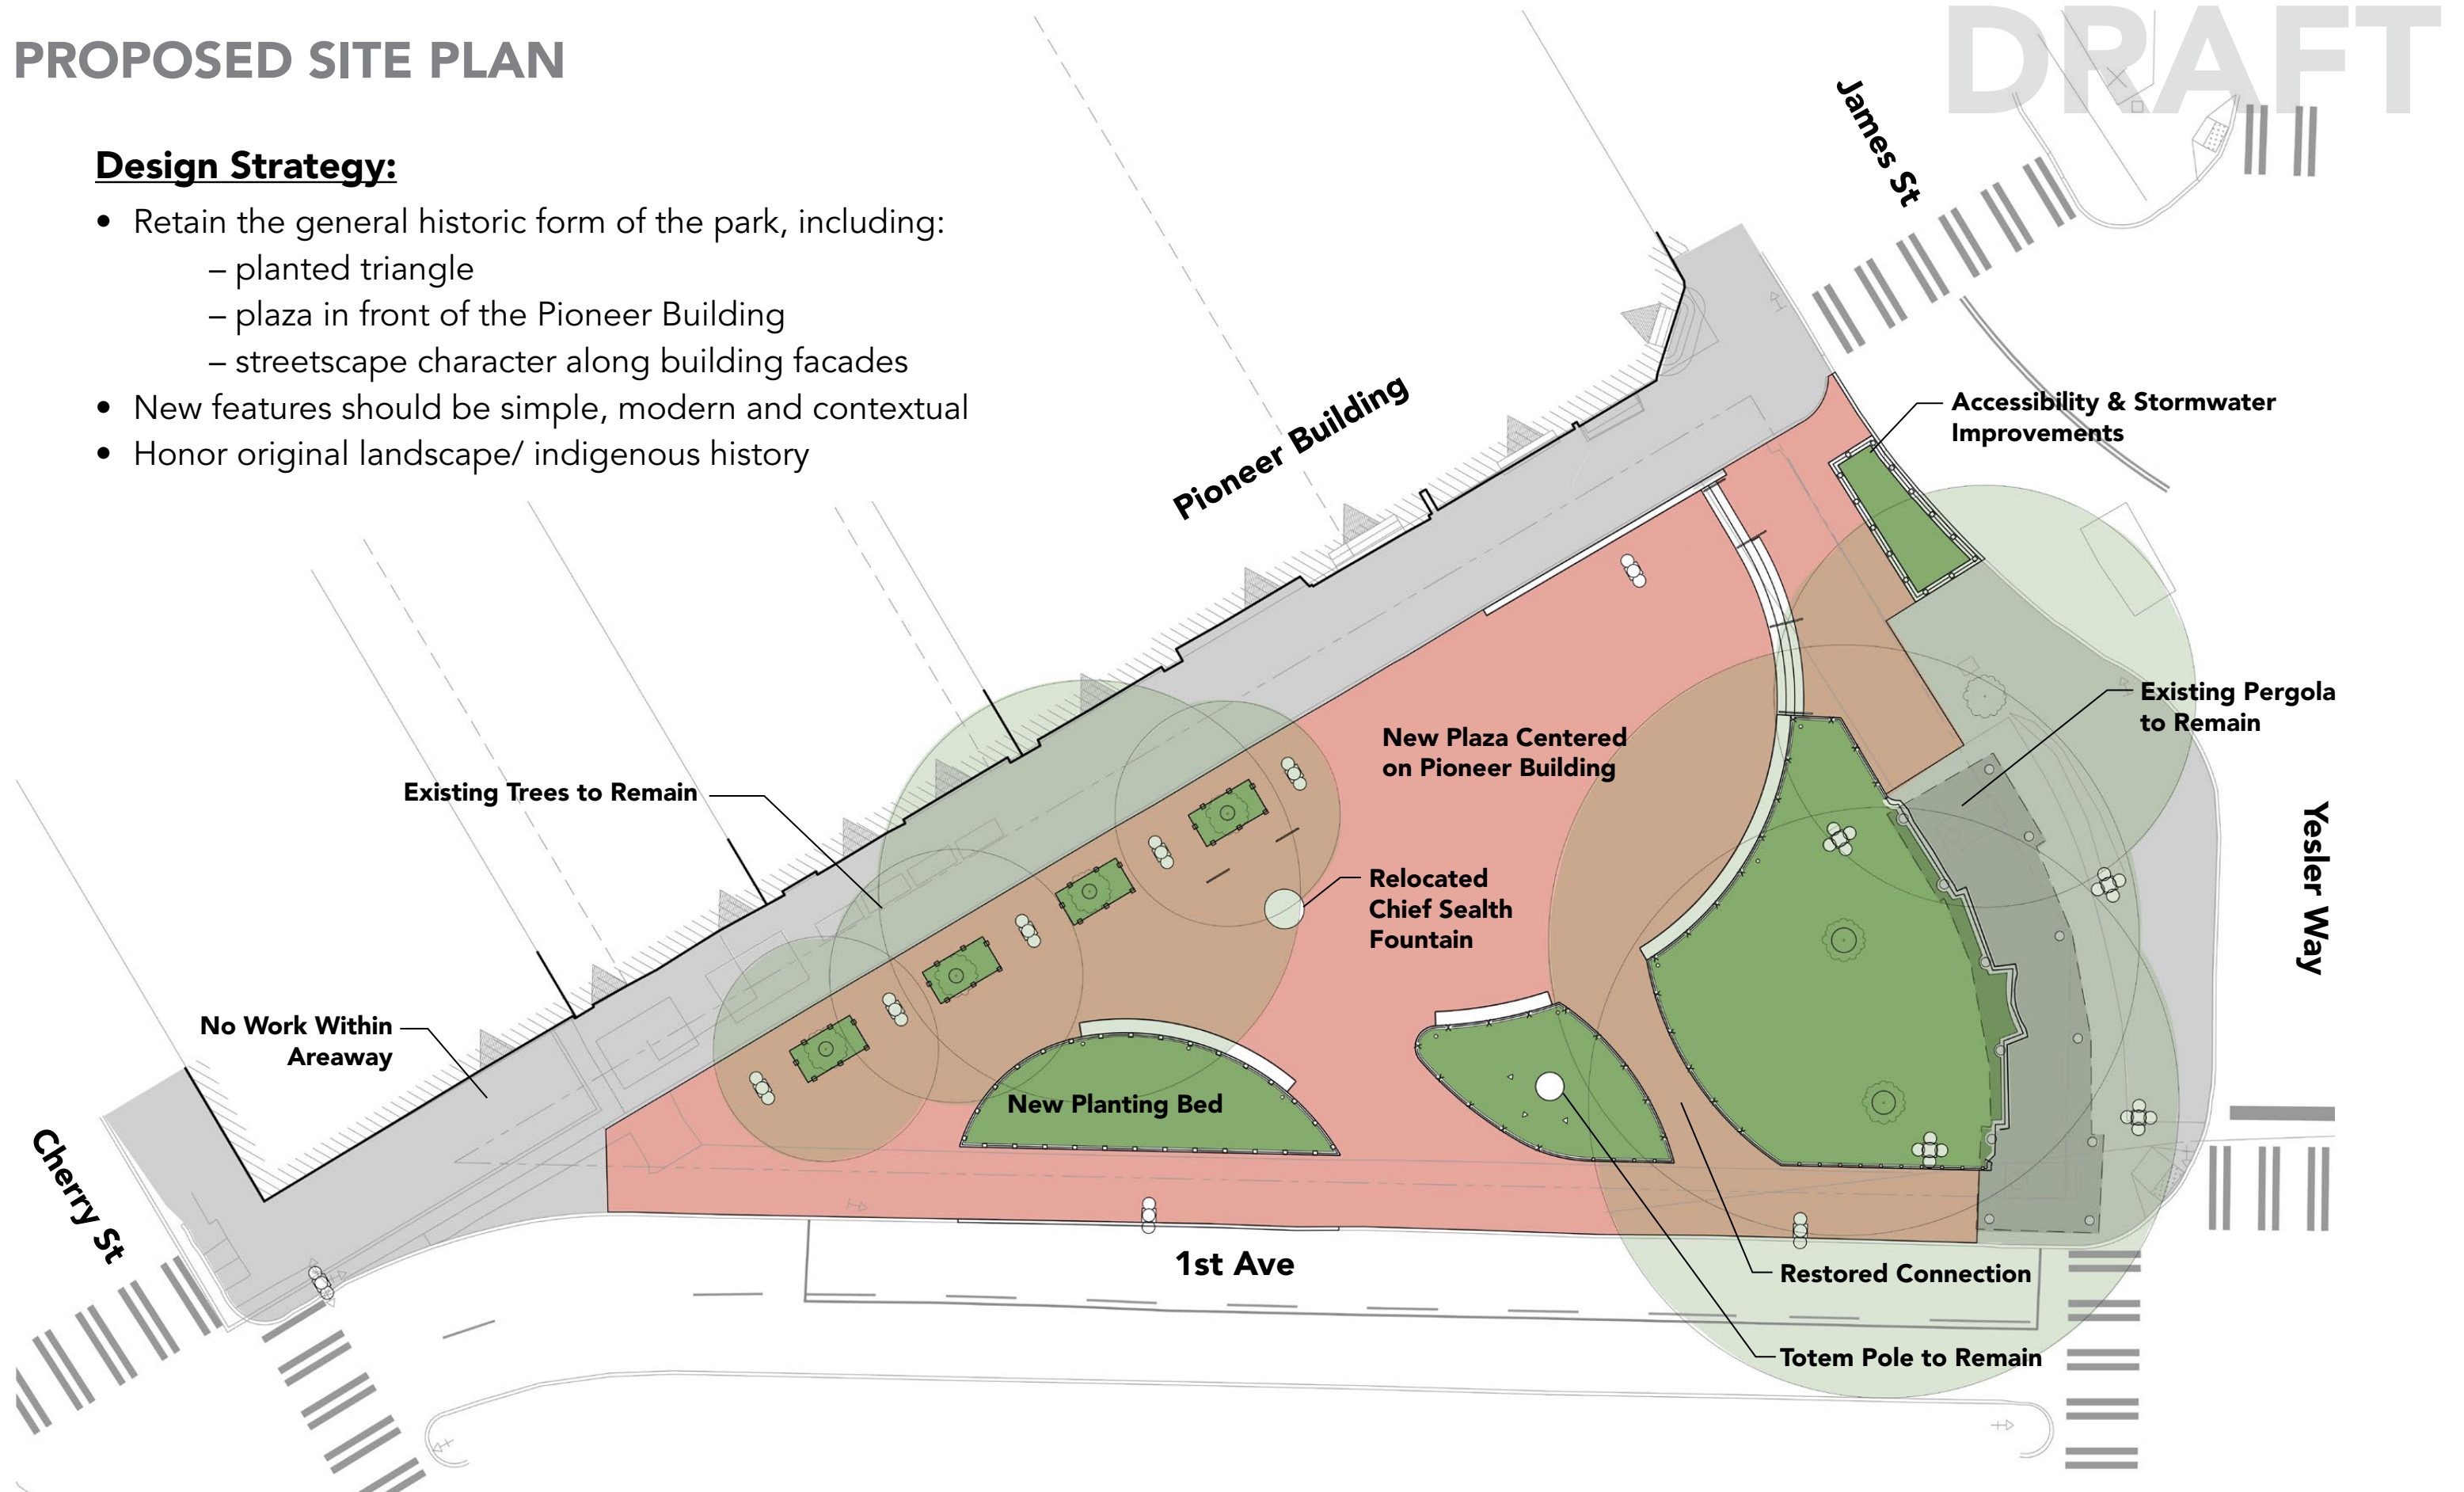 PROPOSED SITE PLAN
DRAFT
Design Strategy:
• Retain the general historic form of the park, including:
– planted triangle
– plaza in front of the Pioneer Building
– streetscape character along building facades
• New features should be simple, modern and contextual
• Honor original landscape/ indigenous history
James St
Pioneer Building
Accessibility & Stormwater
Improvements
Existing Pergola
to Remain
New Plaza Centered
on Pioneer Building
Existing Trees to Remain
Yesler Way
Relocated
Chief Sealth
Fountain
No Work Within
Areaway
New Planting Bed
Cherry St
1st Ave
Restored Connection
Totem Pole to Remain